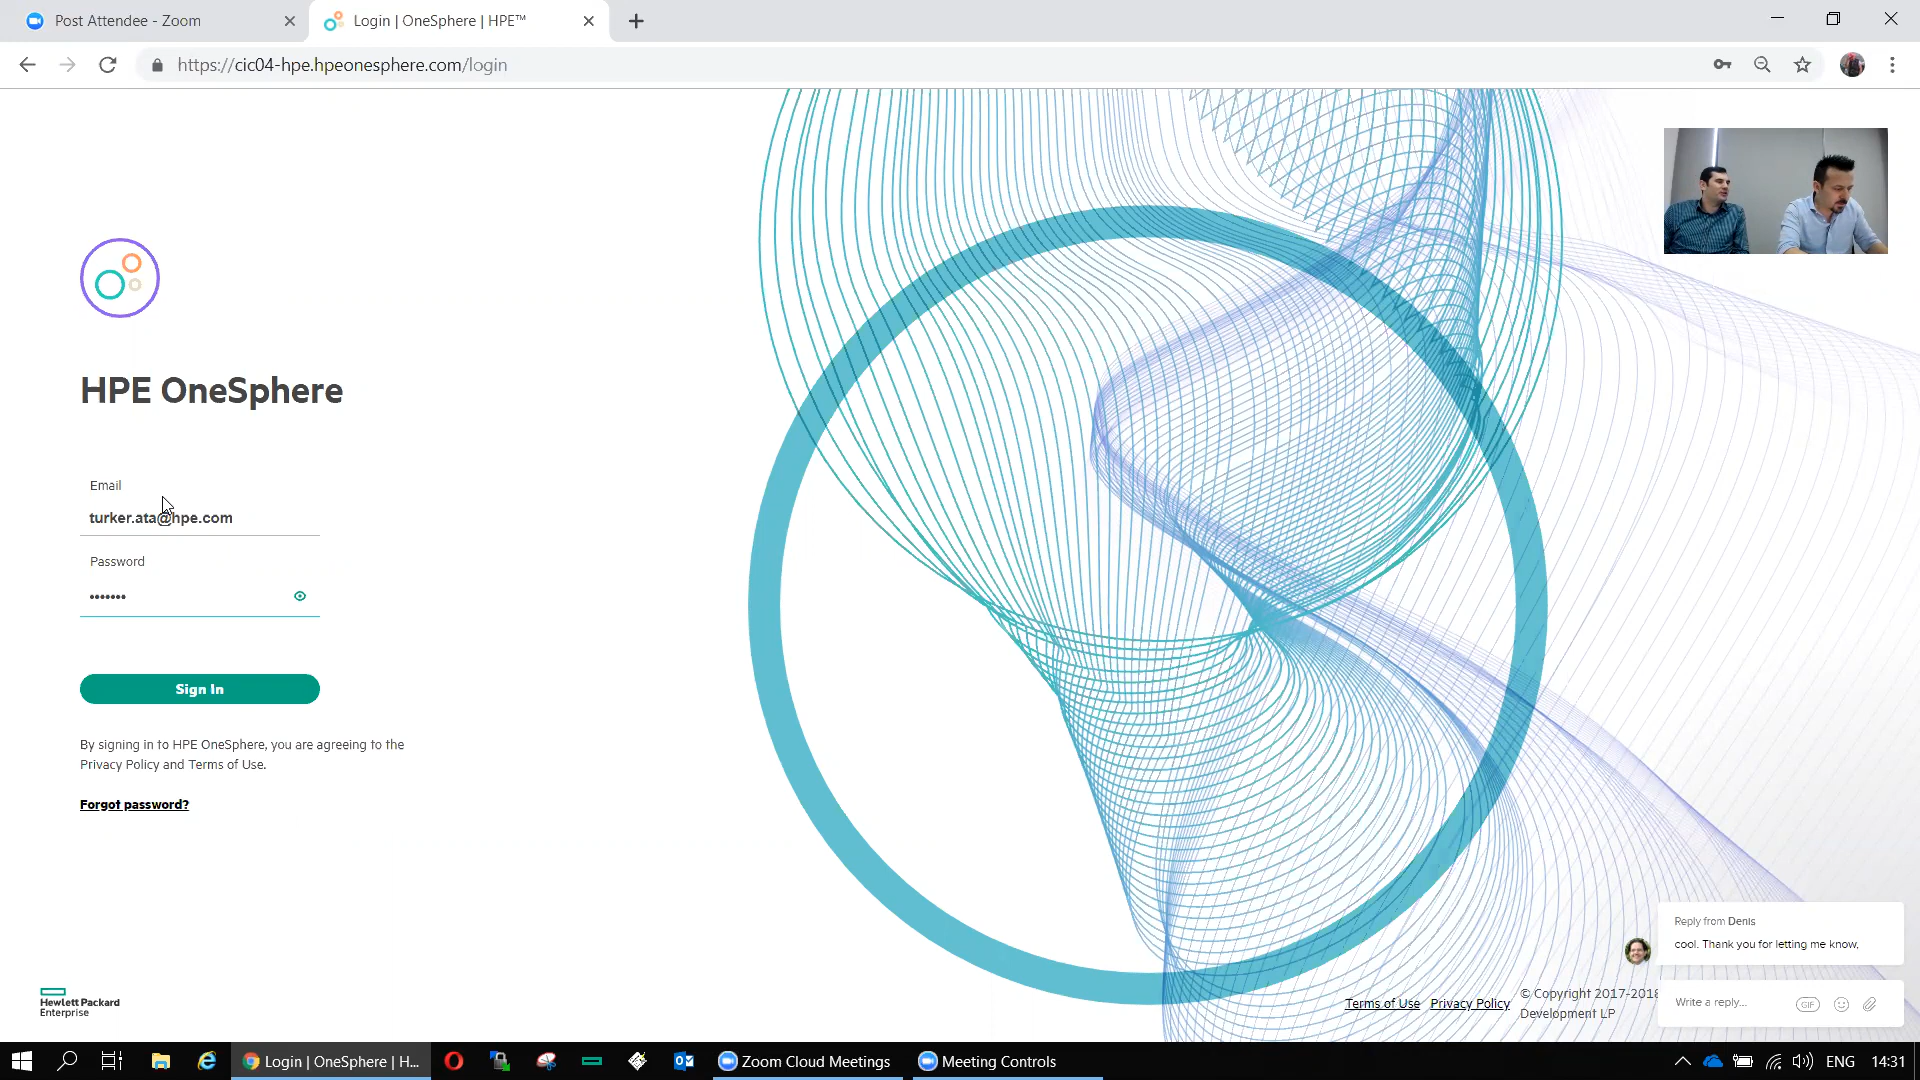 Post Attendee - Zoom
Login | OneSphere | HPE™
https://cic04-hpe.hpeonesphere.com/login
HPE OneSphere
Email
turker.ata@hpe.com
Password
•••••••
Sign In
By signing in to HPE OneSphere, you are agreeing to the
Privacy Policy and Terms of Use.
Forgot password?
Reply from Denis
cool. Thank you for letting me know,
Write a reply...
GIF
Hewlett Packard
Enterprise
Terms of Use
Privacy Policy
© Copyright 2017-2018
Development LP
Login | OneSphere | H...
Zoom Cloud Meetings
Meeting Controls
ENG
14:31